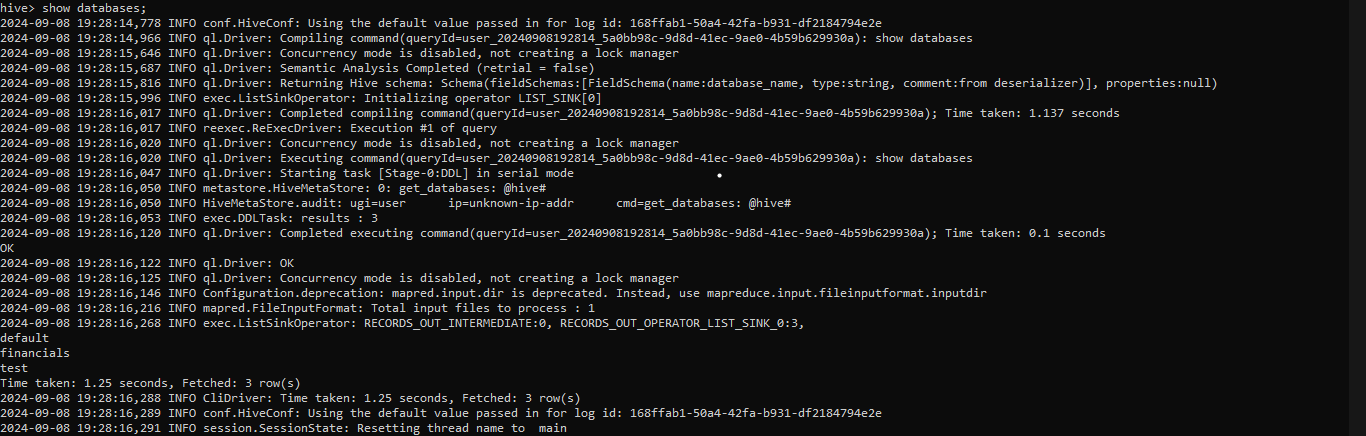 hive> show databases;
2024-09-08 19:28:14,778 INFO conf.HiveConf: Using the default value passed in for log id: 168ffab1-50a4-42fa-b931-df2184794e2e
2024-09-08 19:28:14,966 INFO ql.Driver: Compiling command(queryId=user_20240908192814_5a0bb98c-9d8d-41ec-9ae0-4b59b629930a): show databases
2024-09-08 19:28:15,646 INFO ql.Driver: Concurrency mode is disabled, not creating a lock manager
2024-09-08 19:28:15,687 INFO ql.Driver: Semantic Analysis Completed (retrial = false)
2024-09-08 19:28:15,816 INFO ql.Driver: Returning Hive schema: Schema(fieldSchemas:[FieldSchema(name:database_name, type:string, comment:from deserializer)], properties:null)
2024-09-08 19:28:15,996 INFO exec.ListSinkOperator: Initializing operator LIST_SINK[0]
2024-09-08 19:28:16,017 INFO ql.Driver: Completed compiling command(queryId=user_20240908192814_5a0bb98c-9d8d-41ec-9ae0-4b59b629930a); Time taken: 1.137 seconds
2024-09-08 19:28:16,017 INFO reexec.ReExecDriver: Execution #1 of query
2024-09-08 19:28:16,020 INFO ql.Driver: Concurrency mode is disabled, not creating a lock manager
2024-09-08 19:28:16,020 INFO ql.Driver: Executing command(queryId=user_20240908192814_5a0bb98c-9d8d-41ec-9ae0-4b59b629930a): show databases
2024-09-08 19:28:16,047 INFO ql.Driver: Starting task [Stage-0:DDL] in serial mode
2024-09-08 19:28:16,050 INFO metastore.HiveMetaStore: 0: get_databases: @hive#
2024-09-08 19:28:16,050 INFO HiveMetaStore.audit: ugi=user      ip=unknown-ip-addr      cmd=get_databases: @hive#
2024-09-08 19:28:16,053 INFO exec.DDLTask: results : 3
2024-09-08 19:28:16,120 INFO ql.Driver: Completed executing command(queryId=user_20240908192814_5a0bb98c-9d8d-41ec-9ae0-4b59b629930a); Time taken: 0.1 seconds
OK
2024-09-08 19:28:16,122 INFO ql.Driver: OK
2024-09-08 19:28:16,125 INFO ql.Driver: Concurrency mode is disabled, not creating a lock manager
2024-09-08 19:28:16,146 INFO Configuration.deprecation: mapred.input.dir is deprecated. Instead, use mapreduce.input.fileinputformat.inputdir
2024-09-08 19:28:16,216 INFO mapred.FileInputFormat: Total input files to process : 1
2024-09-08 19:28:16,268 INFO exec.ListSinkOperator: RECORDS_OUT_INTERMEDIATE:0, RECORDS_OUT_OPERATOR_LIST_SINK_0:3,
default
financials
test
Time taken: 1.25 seconds, Fetched: 3 row(s)
2024-09-08 19:28:16,288 INFO CliDriver: Time taken: 1.25 seconds, Fetched: 3 row(s)
2024-09-08 19:28:16,289 INFO conf.HiveConf: Using the default value passed in for log id: 168ffab1-50a4-42fa-b931-df2184794e2e
2024-09-08 19:28:16,291 INFO session.SessionState: Resetting thread name to  main